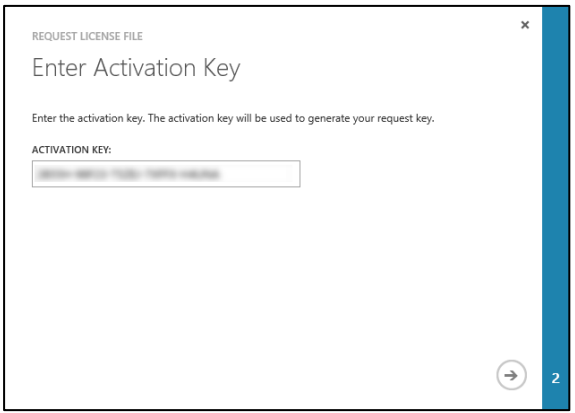 REQUEST LICENSE FILE
Enter Activation Key
Enter the activation key. The activation key will be used to generate your request key.
ACTIVATION KEY:
2